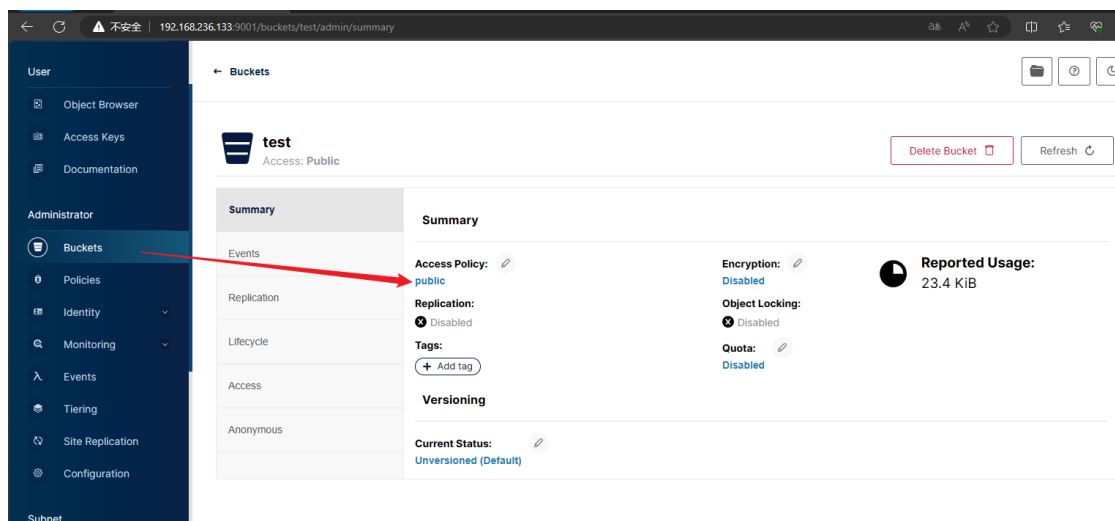 不安全 192.168.236.133:9001/buckets/test/admin/summary
User
Object Browser
Access Keys
Documentation
Administrator
Buckets
Policies
Identity
Monitoring
Events
Tiering
Site Replication
Configuration
Subnet
← Buckets
test
Access: Public
Delete Bucket
Refresh
Summary
Events
Replication
Lifecycle
Access
Anonymous
Summary
Access Policy:
public
Replication:
Disabled
Tags:
+ Add tag
Encryption:
Disabled
Object Locking:
Disabled
Quota:
Disabled
Reported Usage:
23.4 KiB
Versioning
Current Status:
Unversioned (Default)